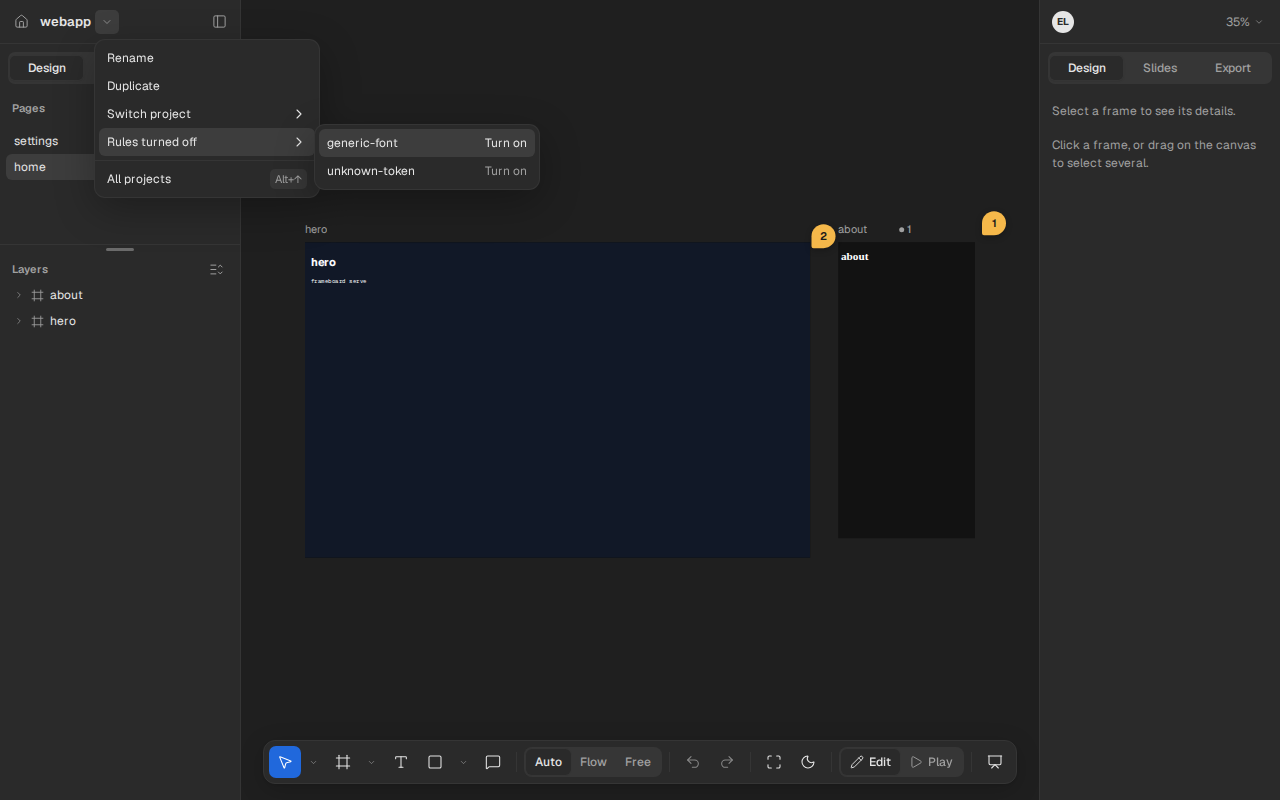 webapp
Rename
Duplicate
Switch project
Rules turned off
All projects Alt+↑
generic-font Turn on
unknown-token Turn on
Design
Pages
settings
home
Layers
about
hero
hero
2
about 1
1
hero
frameboard serve
about
Auto Flow Free
Edit Play
EL 35%
Design Slides Export
Select a frame to see its details.
Click a frame, or drag on the canvas
to select several.